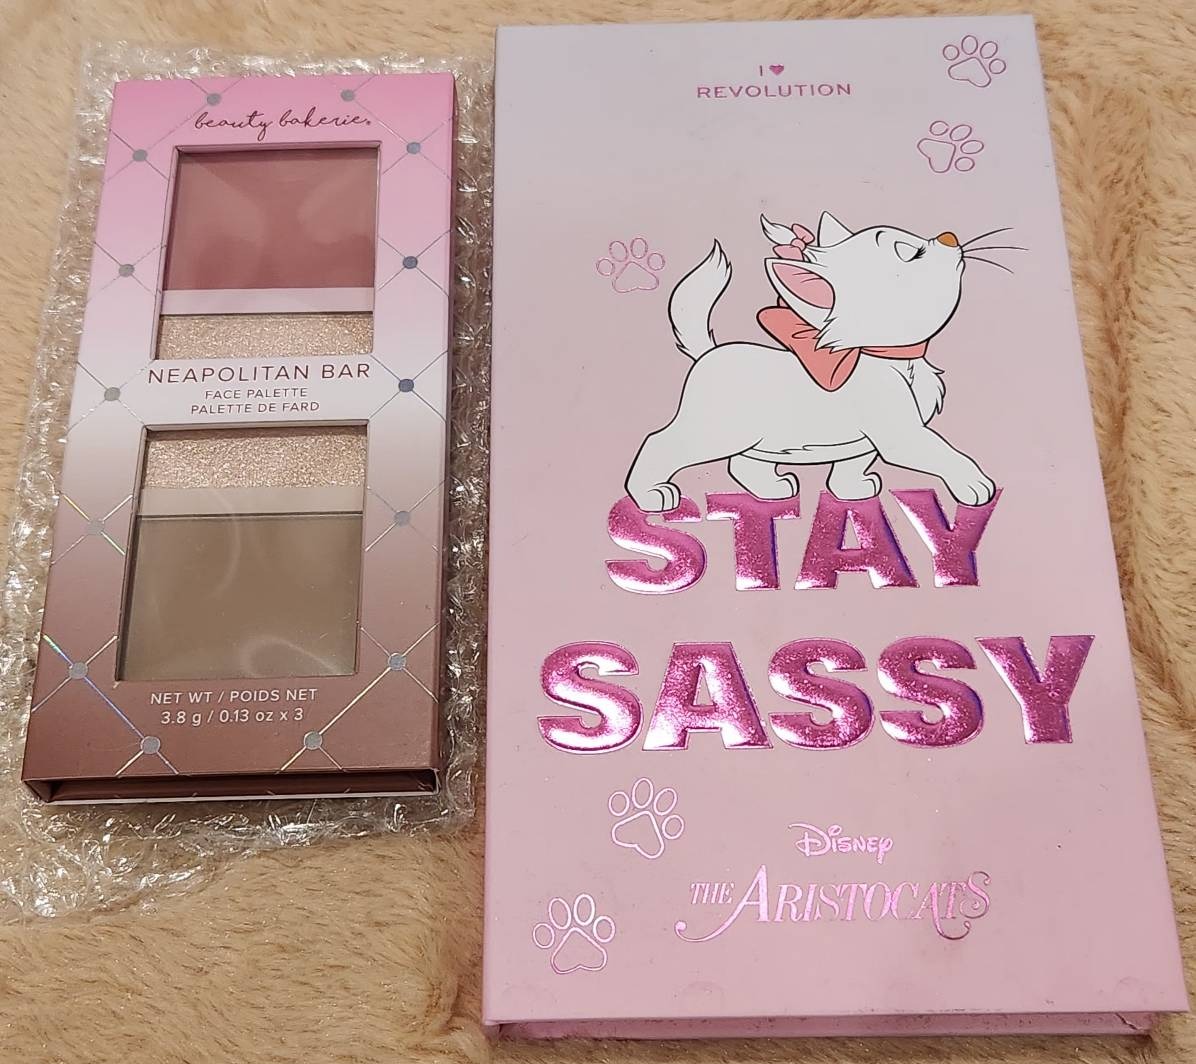 beauty bakerie®
NEAPOLITAN BAR
FACE PALETTE
PALETTE DE FARD
NET WT / POIDS NET
3.8 g / 0.13 oz x 3
I ♥
REVOLUTION
STAY
SASSY
Disney
THE ARISTOCATS